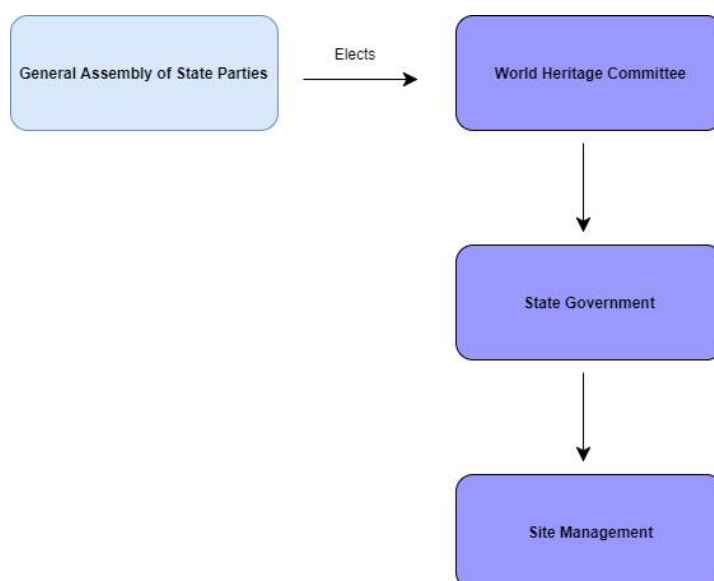 General Assembly of State Parties
Elects
World Heritage Committee
State Government
Site Management